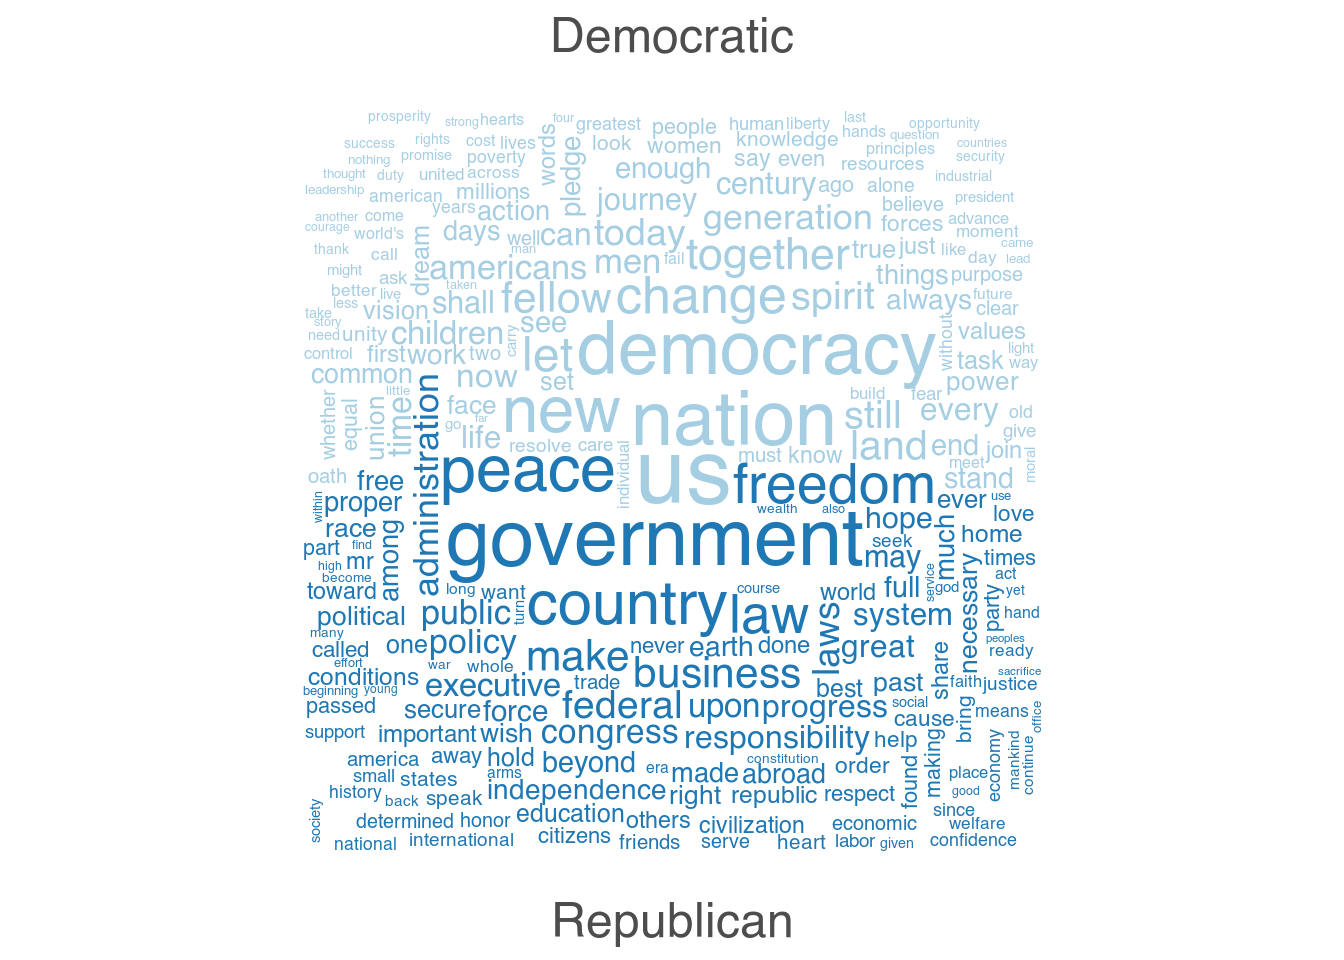 Democratic
prosperity strong hearts four greatest people human liberty last opportunity
success rights cost lives words pledge look women knowledge hands question countries
nothing promise poverty enough say even principles resources security
thought duty united across century ago alone industrial
leadership american millions journey believe president
another come years action generation forces advance
courage world's days well can today together true just like moment came
thank call dream man men fail things day lead
might ask americans purpose
better live taken fellow change spirit always future
take less vision shall clear
story need unity children see carry democracy without values light
control first work two let task way
common now set power
little build fear
whether equal union time administration face new nation still every old
go far give
life resolve care us must know land end join moral
individual meet
oath free peace freedom stand
within proper wealth also ever use
race among government hope much love
part find mr seek home
high may times
become long want course world full service god necessary act
toward turn country law yet
political public system party hand
many laws
called one policy make never earth done great peoples ready
effort war whole business share sacrifice
conditions executive trade best past faith justice
beginning young
passed secure force federal upon progress social cause bring means office
support important wish congress responsibility help
america away hold beyond era constitution order found making economy mankind continue
small states arms made abroad place
history back speak independence right republic respect good
society determined honor education others civilization economic since welfare
national international citizens friends serve heart labor given confidence
Republican